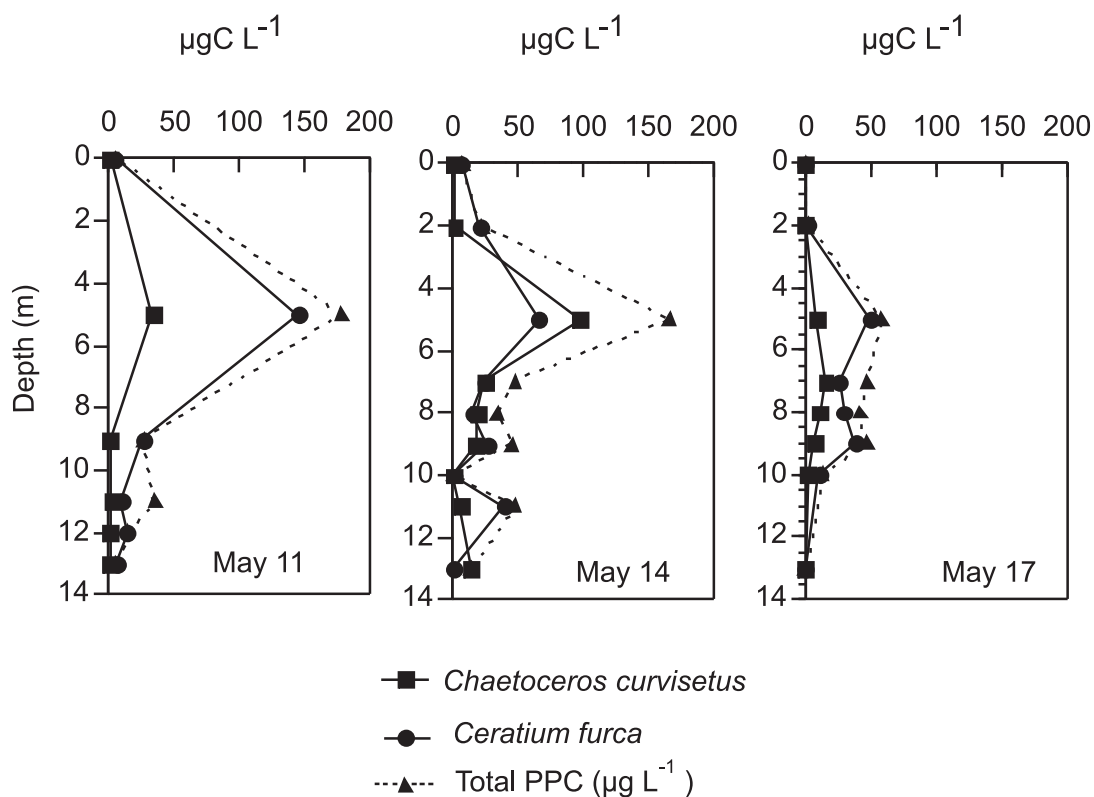 µgC L-1 µgC L-1 µgC L-1
0 50 100 150 200 0 50 100 150 200 0 50 100 150 200
0 0 0
2 2 2
4 4 4
6 6 6
8 8 8
10 10 10
12 12 12
14 14 14
Depth (m)
May 11 May 14 May 17
Chaetoceros curvisetus
Ceratium furca
Total PPC (µg L-1 )